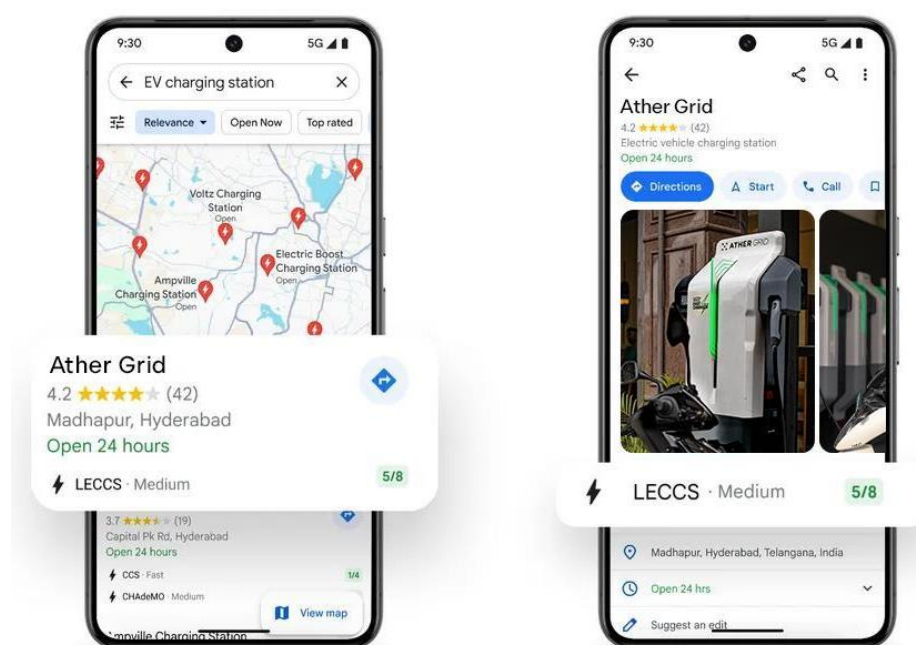 9:30
5G
EV charging station
Relevance
Open Now
Top rated
Voltz Charging
Station
Open
Electric Boost
Charging Station
Open
Ampville
Charging Station
Open
Ather Grid
4.2 (42)
Madhapur, Hyderabad
Open 24 hours
LECCS · Medium
5/8
3.7 (19)
Capital Pk Rd, Hyderabad
Open 24 hours
CCS · Fast
1/4
CHAdeMO · Medium
View map
Ampville Charging Station
9:30
5G
Ather Grid
4.2 (42)
Electric vehicle charging station
Open 24 hours
Directions
Start
Call
ATHER GRID
LECCS · Medium
5/8
Madhapur, Hyderabad, Telangana, India
Open 24 hrs
Suggest an edit